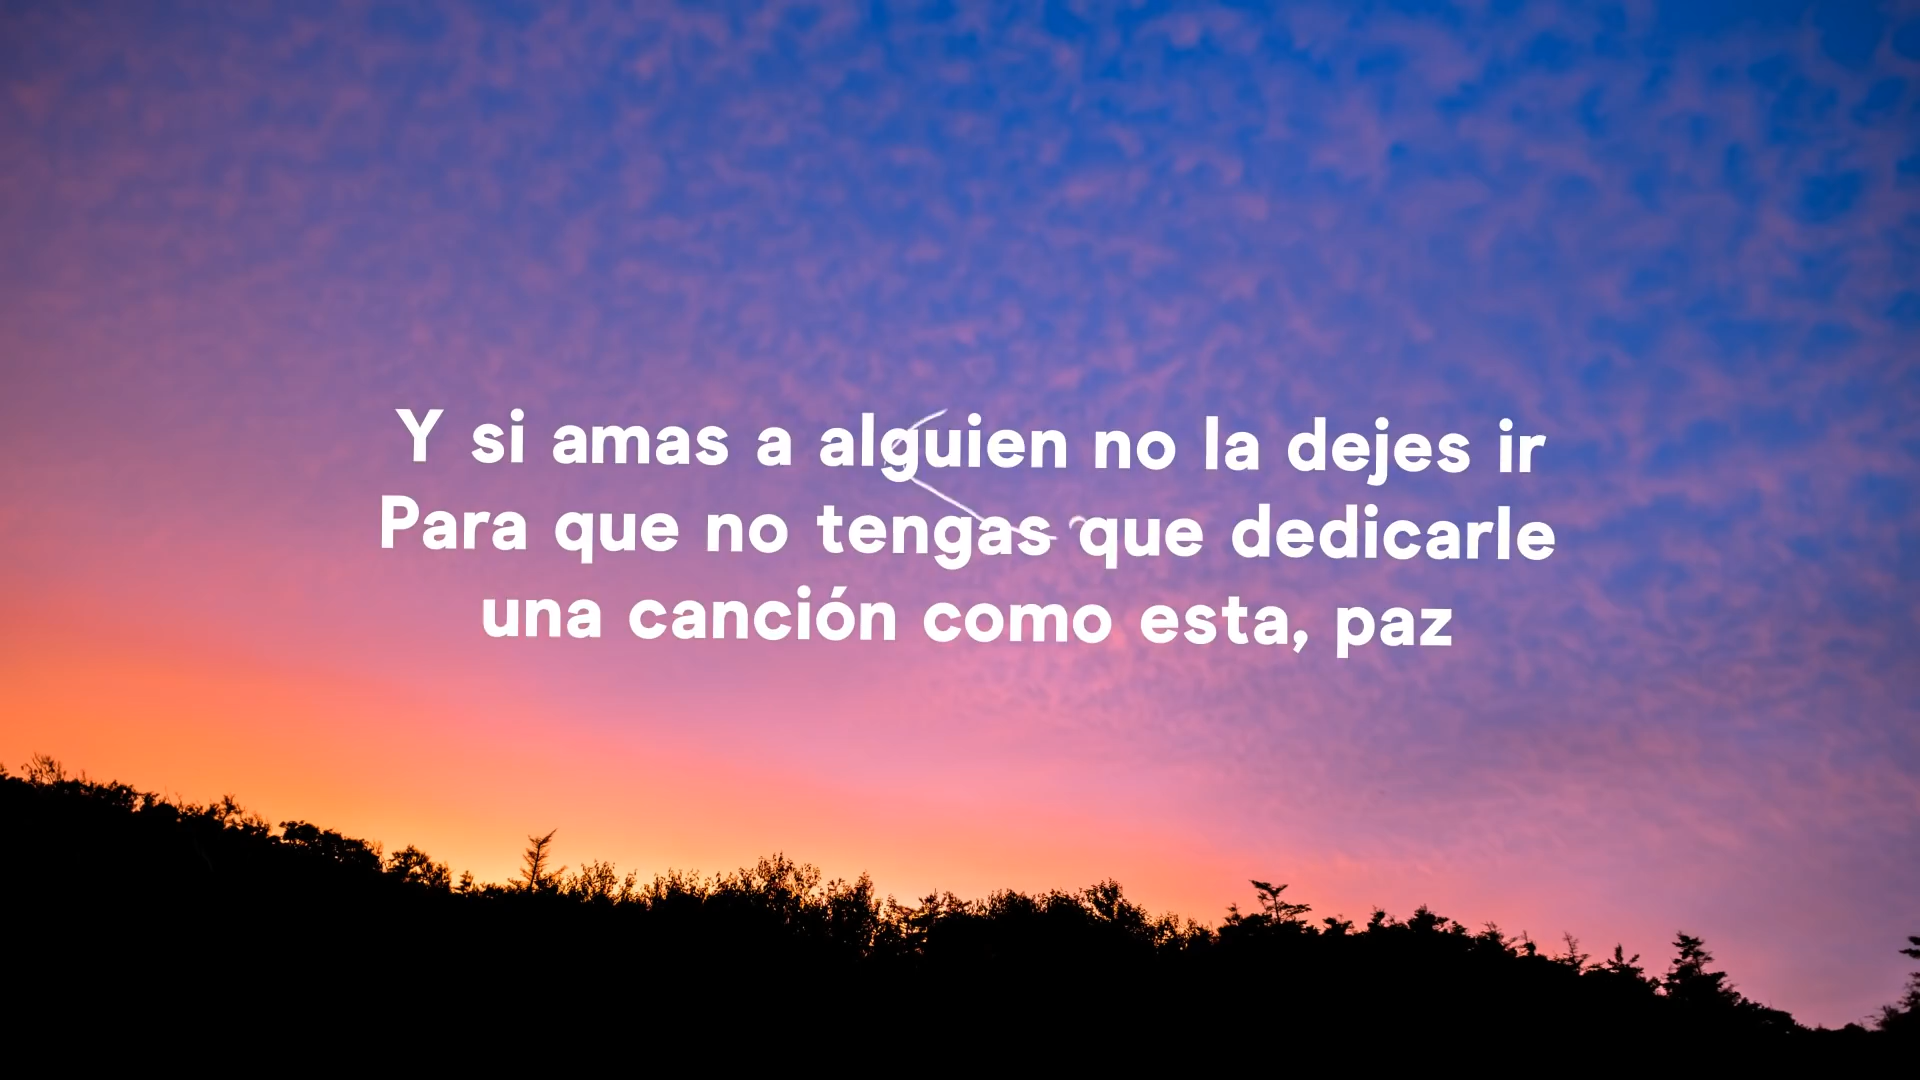 Y si amas a alguien no la dejes ir
Para que no tengas que dedicarle
una canción como esta, paz